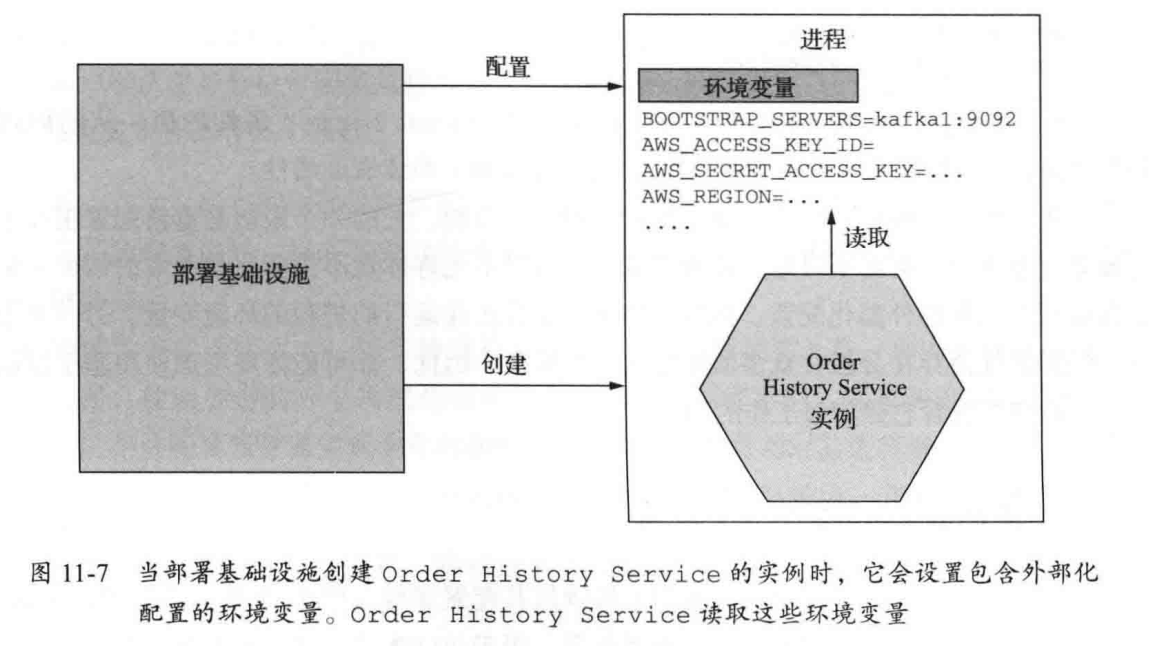 进程
配置
环境变量
BOOTSTRAP_SERVERS=kafka1:9092
AWS_ACCESS_KEY_ID=
AWS_SECRET_ACCESS_KEY=...
AWS_REGION=...
....
读取
部署基础设施
创建
Order
History Service
实例
图 11-7 当部署基础设施创建 Order History Service 的实例时，它会设置包含外部化
配置的环境变量。Order History Service 读取这些环境变量